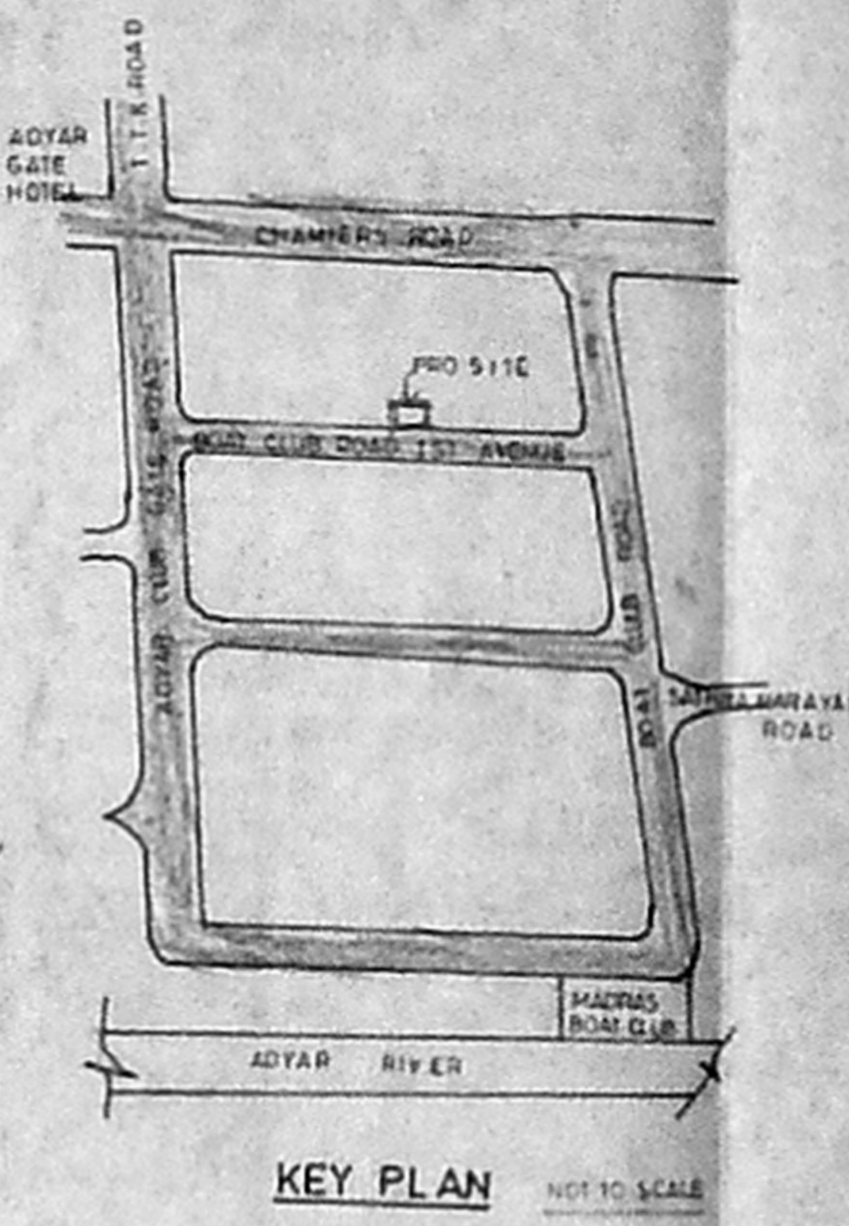 T.T.K. ROAD
ADYAR
GATE
HOTEL
CHAMIERS ROAD
PRO SITE
BOAT CLUB ROAD IST AVENUE
ADYAR CLUB GATE ROAD
BOAT CLUB ROAD
ROAD
MADRAS
BOAT CLUB
ADYAR RIVER
KEY PLAN
NOT TO SCALE